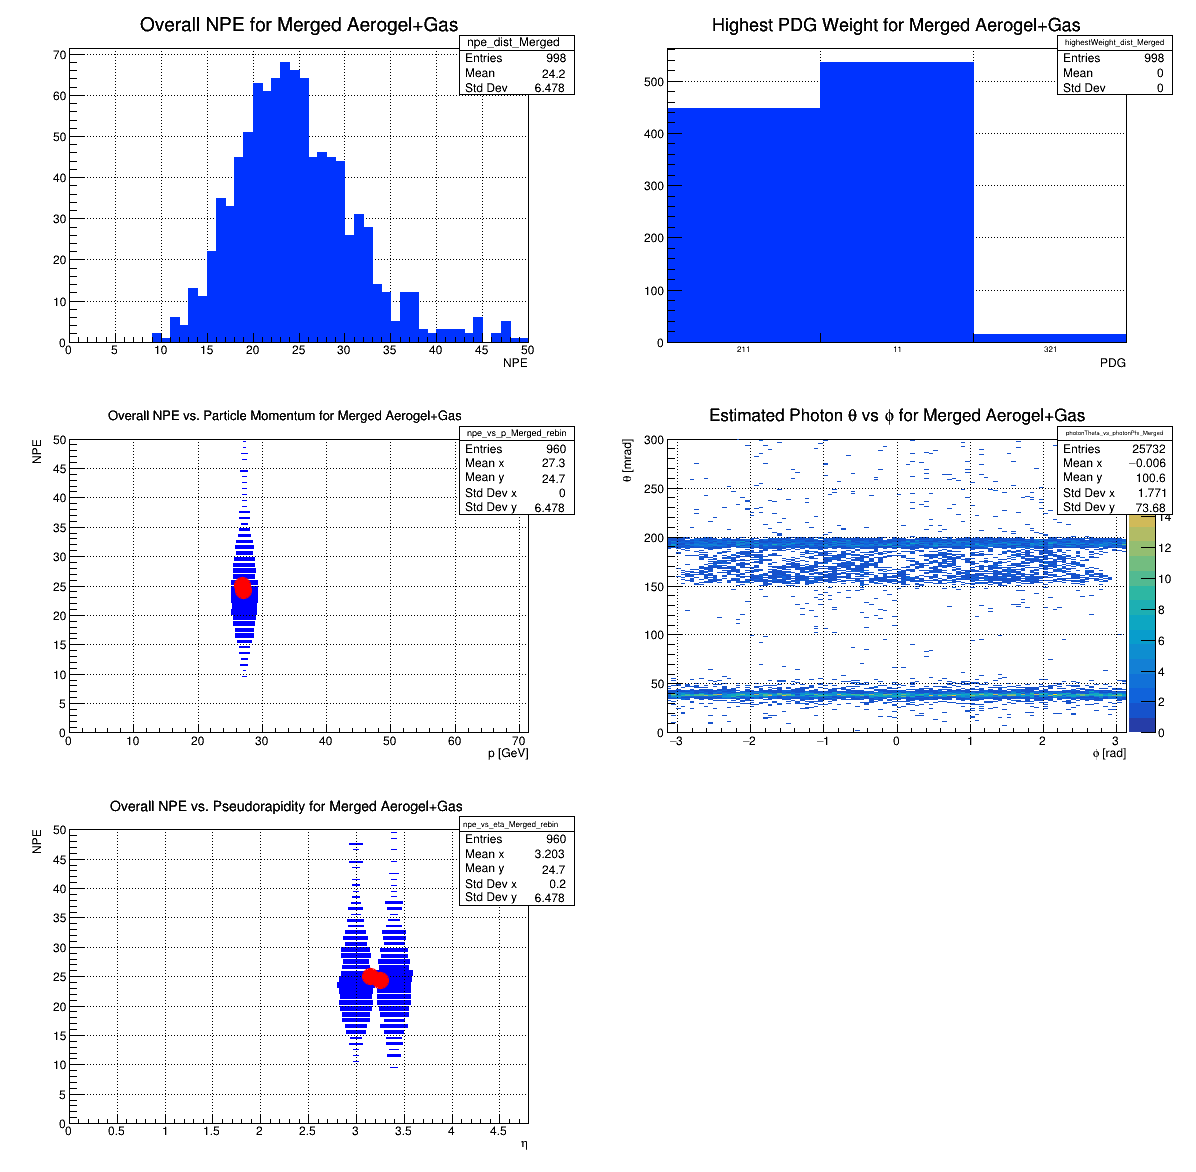 Overall NPE for Merged Aerogel+Gas
npe_dist_Merged
Entries 998
Mean 24.2
Std Dev 6.478
70
60
50
40
30
20
10
0
0 5 10 15 20 25 30 35 40 45 50
NPE
Highest PDG Weight for Merged Aerogel+Gas
highestWeight_dist_Merged
Entries 998
Mean 0
Std Dev 0
500
400
300
200
100
0
211 11 321
PDG
Overall NPE vs. Particle Momentum for Merged Aerogel+Gas
npe_vs_p_Merged_rebin
Entries 960
Mean x 27.3
Mean y 24.7
Std Dev x 0
Std Dev y 6.478
NPE
50
45
40
35
30
25
20
15
10
5
0
0 10 20 30 40 50 60 70
p [GeV]
Estimated Photon θ vs ϕ for Merged Aerogel+Gas
photonTheta_vs_photonPhi_Merged
Entries 25732
Mean x −0.006
Mean y 100.6
Std Dev x 1.771
Std Dev y 73.68
θ [mrad]
300
250
200
150
100
50
0
−3 −2 −1 0 1 2 3
ϕ [rad]
14
12
10
8
6
4
2
0
Overall NPE vs. Pseudorapidity for Merged Aerogel+Gas
npe_vs_eta_Merged_rebin
Entries 960
Mean x 3.203
Mean y 24.7
Std Dev x 0.2
Std Dev y 6.478
NPE
50
45
40
35
30
25
20
15
10
5
0
0 0.5 1 1.5 2 2.5 3 3.5 4 4.5
η